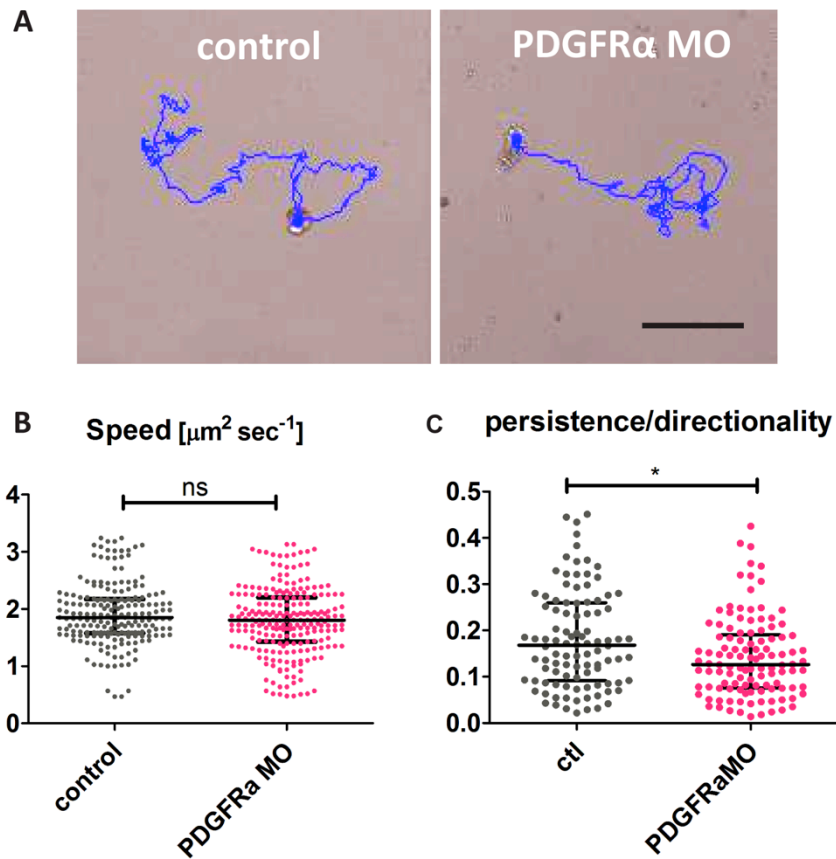 A
control
PDGFRα MO
B
Speed [μm² sec⁻¹]
ns
4
3
2
1
0
control
PDGFRa MO
C
persistence/directionality
*
0.5
0.4
0.3
0.2
0.1
0.0
ctl
PDGFRaMO